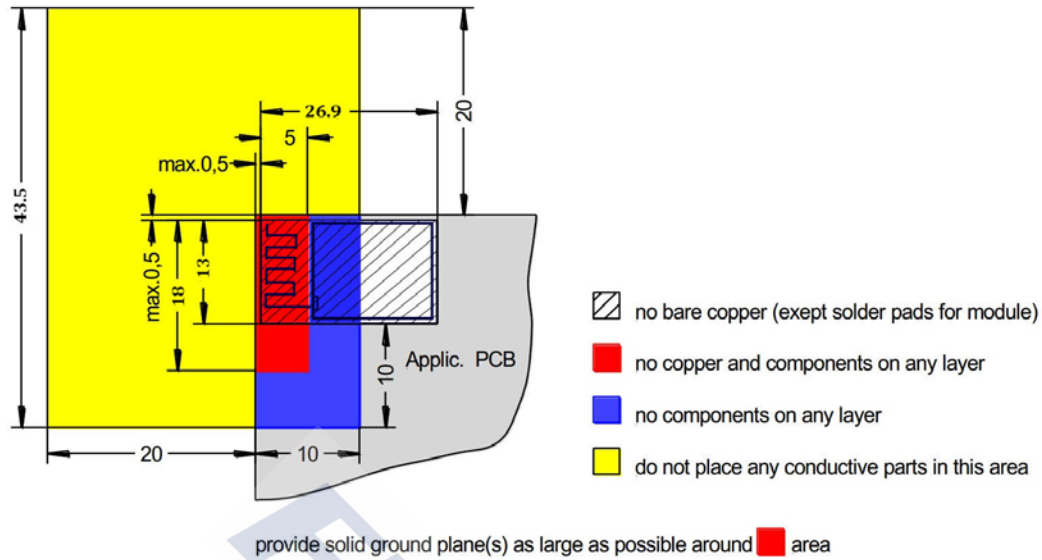 26.9
20
5
max.0,5
43.5
max.0,5
18
13
10
Applic. PCB
20
10
no bare copper (exept solder pads for module)
no copper and components on any layer
no components on any layer
do not place any conductive parts in this area
provide solid ground plane(s) as large as possible around area